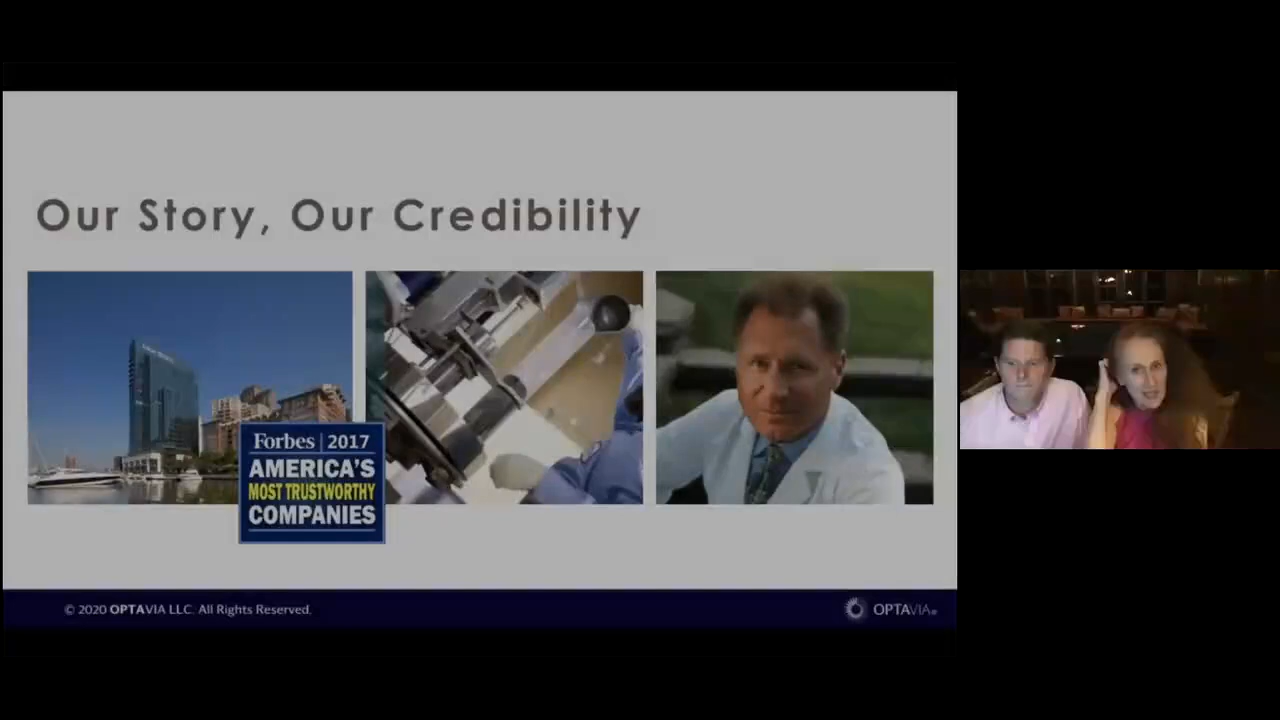 Our Story, Our Credibility
Forbes | 2017
AMERICA'S
MOST TRUSTWORTHY
COMPANIES
© 2020 OPTAVIA LLC. All Rights Reserved.
OPTAVIA®